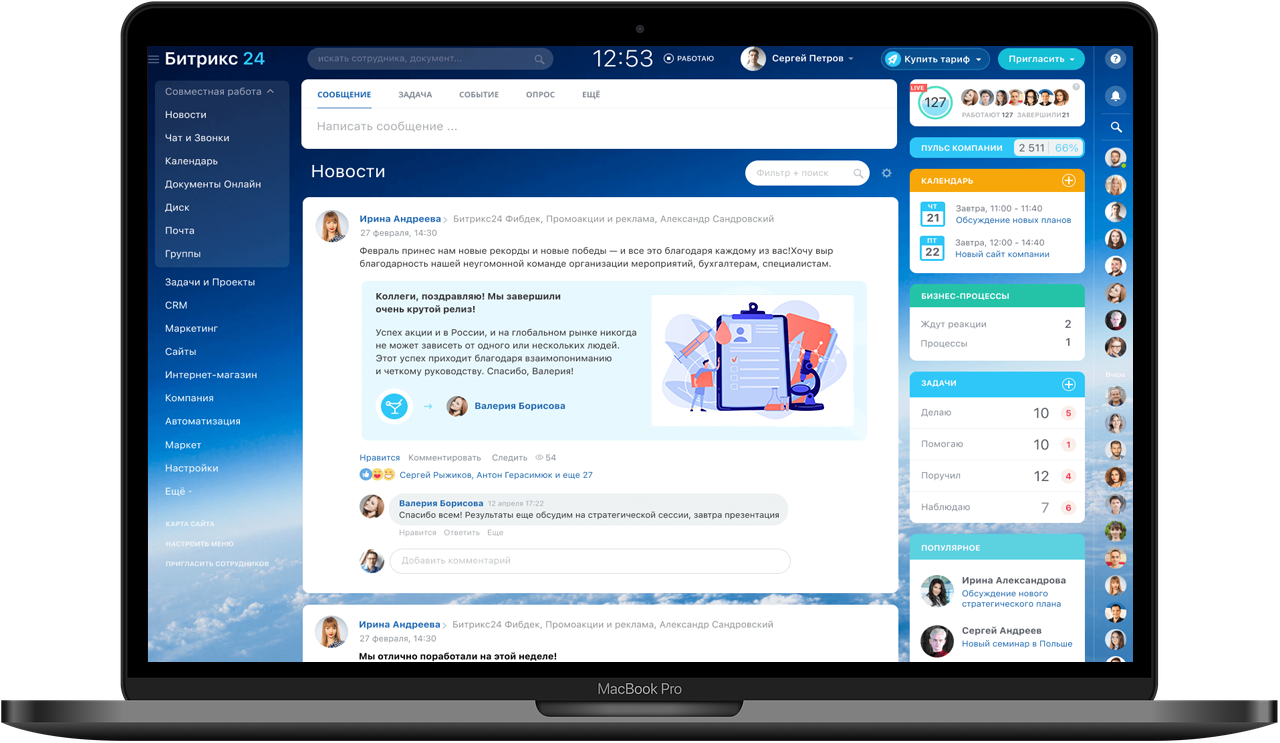 Битрикс 24
искать сотрудника, документ...
12:53
РАБОТАЮ
Сергей Петров
Купить тариф
Пригласить
?
Совместная работа
Новости
Чат и Звонки
Календарь
Документы Онлайн
Диск
Почта
Группы
Задачи и Проекты
CRM
Маркетинг
Сайты
Интернет-магазин
Компания
Автоматизация
Маркет
Настройки
Ещё -
КАРТА САЙТА
НАСТРОИТЬ МЕНЮ
ПРИГЛАСИТЬ СОТРУДНИКОВ
СООБЩЕНИЕ ЗАДАЧА СОБЫТИЕ ОПРОС ЕЩЁ
Написать сообщение ...
Новости
Фильтр + поиск
Ирина Андреева > Битрикс24 Фибдек, Промоакции и реклама, Александр Сандровский
27 февраля, 14:30
Февраль принес нам новые рекорды и новые победы — и все это благодаря каждому из вас!Хочу выр
благодарность нашей неугомонной команде организации мероприятий, бухгалтерам, специалистам.
Коллеги, поздравляю! Мы завершили
очень крутой релиз!
Успех акции и в России, и на глобальном рынке никогда
не может зависеть от одного или нескольких людей.
Этот успех приходит благодаря взаимопониманию
и четкому руководству. Спасибо, Валерия!
→ Валерия Борисова
Нравится Комментировать Следить 54
Сергей Рыжиков, Антон Герасимюк и еще 27
Валерия Борисова 12 апреля 17:22
Спасибо всем! Результаты еще обсудим на стратегической сессии, завтра презентация
Нравится Ответить Еще
Добавить комментарий
Ирина Андреева > Битрикс24 Фибдек, Промоакции и реклама, Александр Сандровский
27 февраля, 14:30
Мы отлично поработали на этой неделе!
LIVE
127
?
РАБОТАЮТ 127 ЗАВЕРШИЛИ21
ПУЛЬС КОМПАНИИ 2 511 66%
КАЛЕНДАРЬ
ЧТ
21
Завтра, 11:00 - 11:40
Обсуждение новых планов
ПТ
22
Завтра, 12:00 - 14:40
Новый сайт компании
БИЗНЕС-ПРОЦЕССЫ
Ждут реакции 2
Процессы 1
ЗАДАЧИ
Делаю 10 5
Помогаю 10 1
Поручил 12 4
Наблюдаю 7 6
ПОПУЛЯРНОЕ
Ирина Александрова
Обсуждение нового
стратегического плана
Сергей Андреев
Новый семинар в Польше
Вчера
MacBook Pro